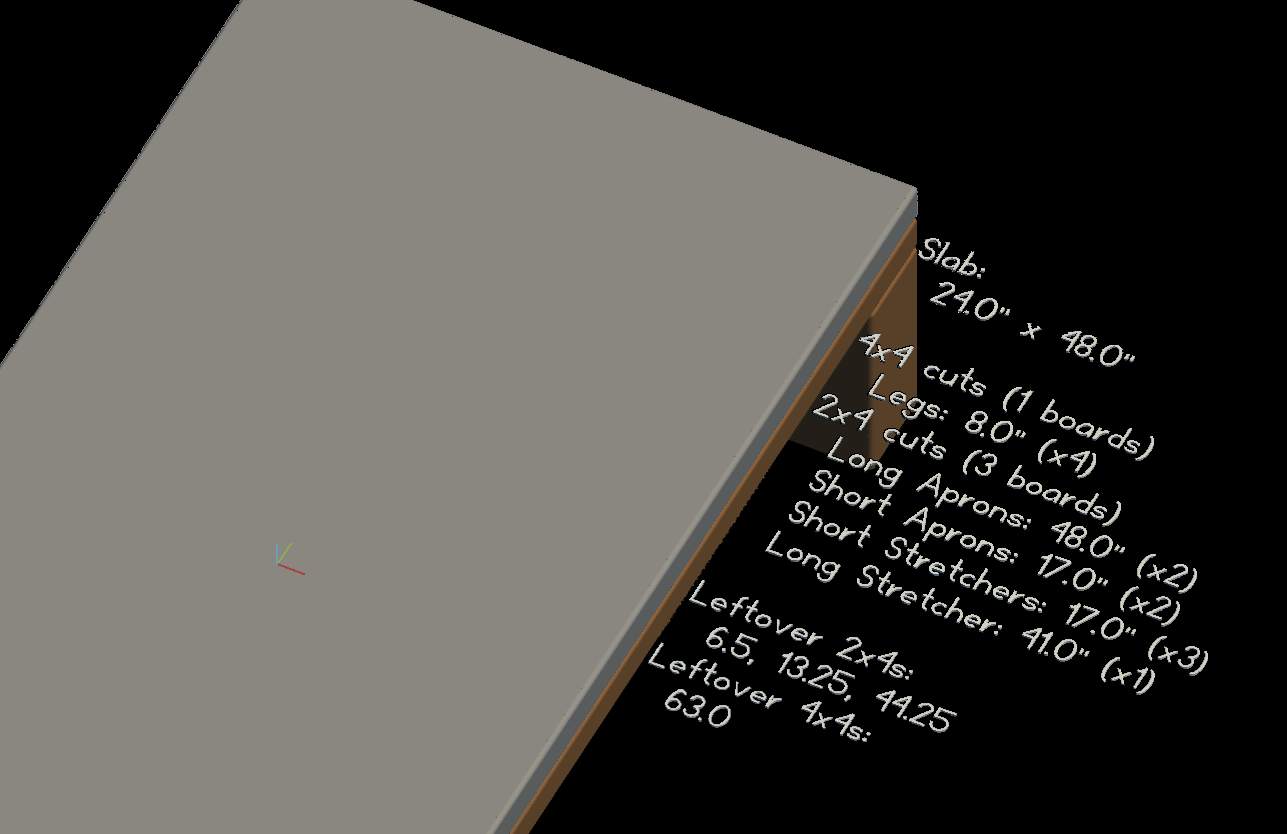 Slab:
24.0" x 48.0"
4x4 cuts (1 boards)
Legs: 8.0" (x4)
2x4 cuts (3 boards)
Long Aprons: 48.0" (x2)
Short Aprons: 17.0" (x2)
Short Stretchers: 17.0" (x3)
Long Stretcher: 41.0" (x1)
Leftover 2x4s:
6.5, 13.25, 44.25
Leftover 4x4s:
63.0